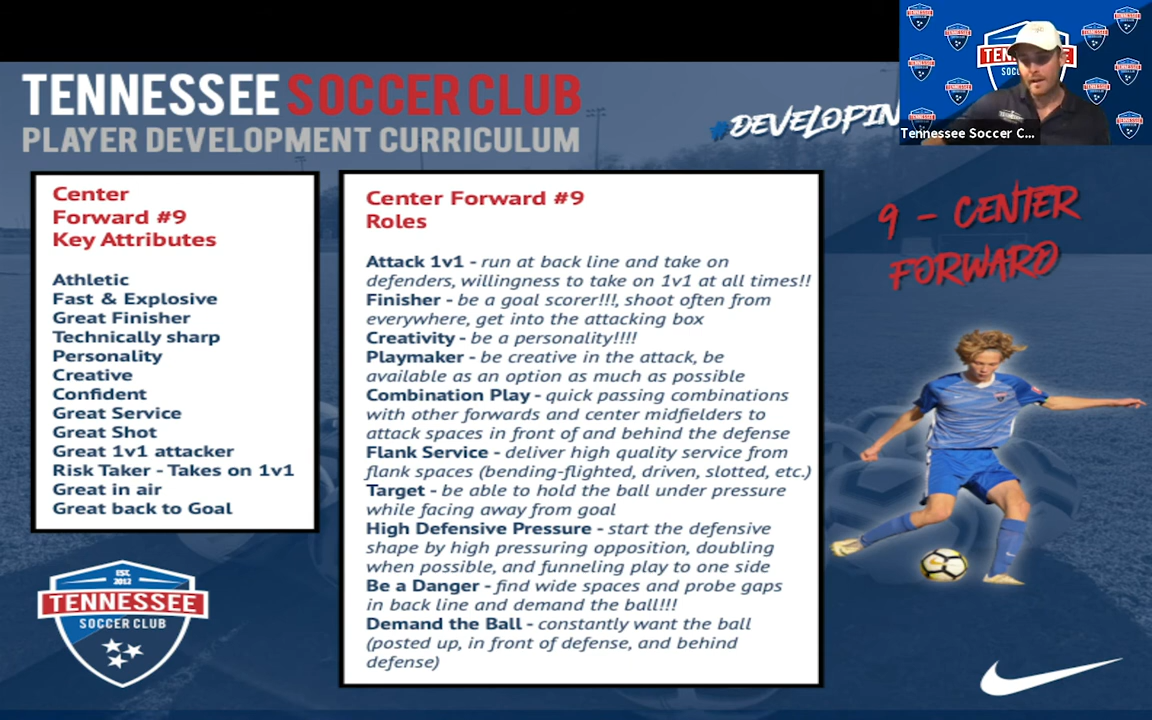 TENNESSEE SOCCER CLUB
PLAYER DEVELOPMENT CURRICULUM
#DEVELOPIN
TENNESSEE
Tennessee Soccer C...
Center
Forward #9
Key Attributes
Athletic
Fast & Explosive
Great Finisher
Technically sharp
Personality
Creative
Confident
Great Service
Great Shot
Great 1v1 attacker
Risk Taker - Takes on 1v1
Great in air
Great back to Goal
Center Forward #9
Roles
Attack 1v1 - run at back line and take on
defenders, willingness to take on 1v1 at all times!!
Finisher - be a goal scorer!!!, shoot often from
everywhere, get into the attacking box
Creativity - be a personality!!!!
Playmaker - be creative in the attack, be
available as an option as much as possible
Combination Play - quick passing combinations
with other forwards and center midfielders to
attack spaces in front of and behind the defense
Flank Service - deliver high quality service from
flank spaces (bending-flighted, driven, slotted, etc.)
Target - be able to hold the ball under pressure
while facing away from goal
High Defensive Pressure - start the defensive
shape by high pressuring opposition, doubling
when possible, and funneling play to one side
Be a Danger - find wide spaces and probe gaps
in back line and demand the ball!!!
Demand the Ball - constantly want the ball
(posted up, in front of defense, and behind
defense)
9 - CENTER
FORWARD
EST.
2012
TENNESSEE
SOCCER CLUB